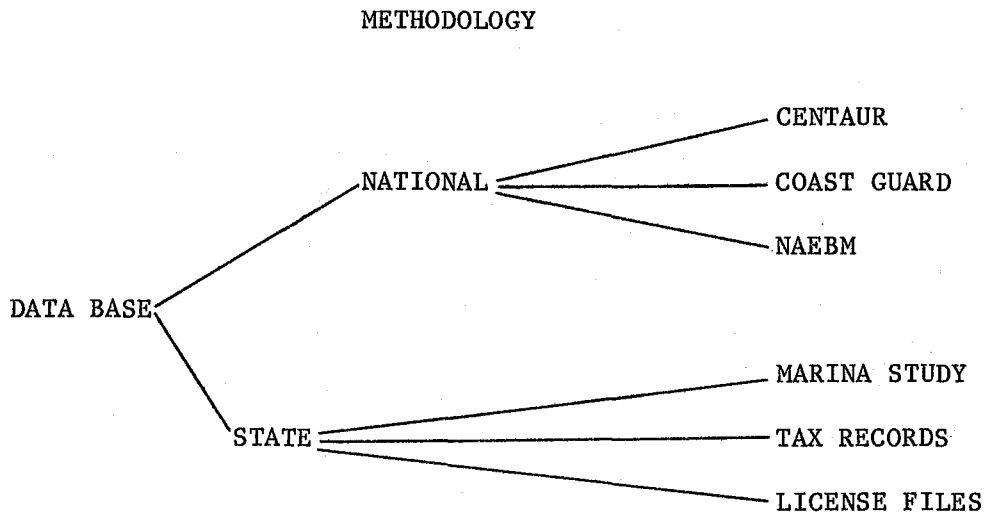 METHODOLOGY
CENTAUR
NATIONAL
COAST GUARD
NAEBM
DATA BASE
MARINA STUDY
STATE
TAX RECORDS
LICENSE FILES